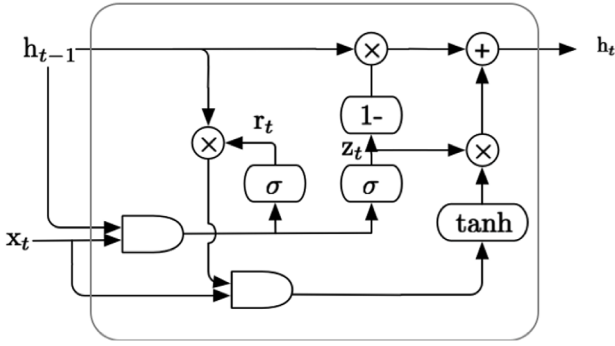 h_{t-1}
h_t
×
+
1-
r_t
z_t
×
×
σ
σ
tanh
x_t